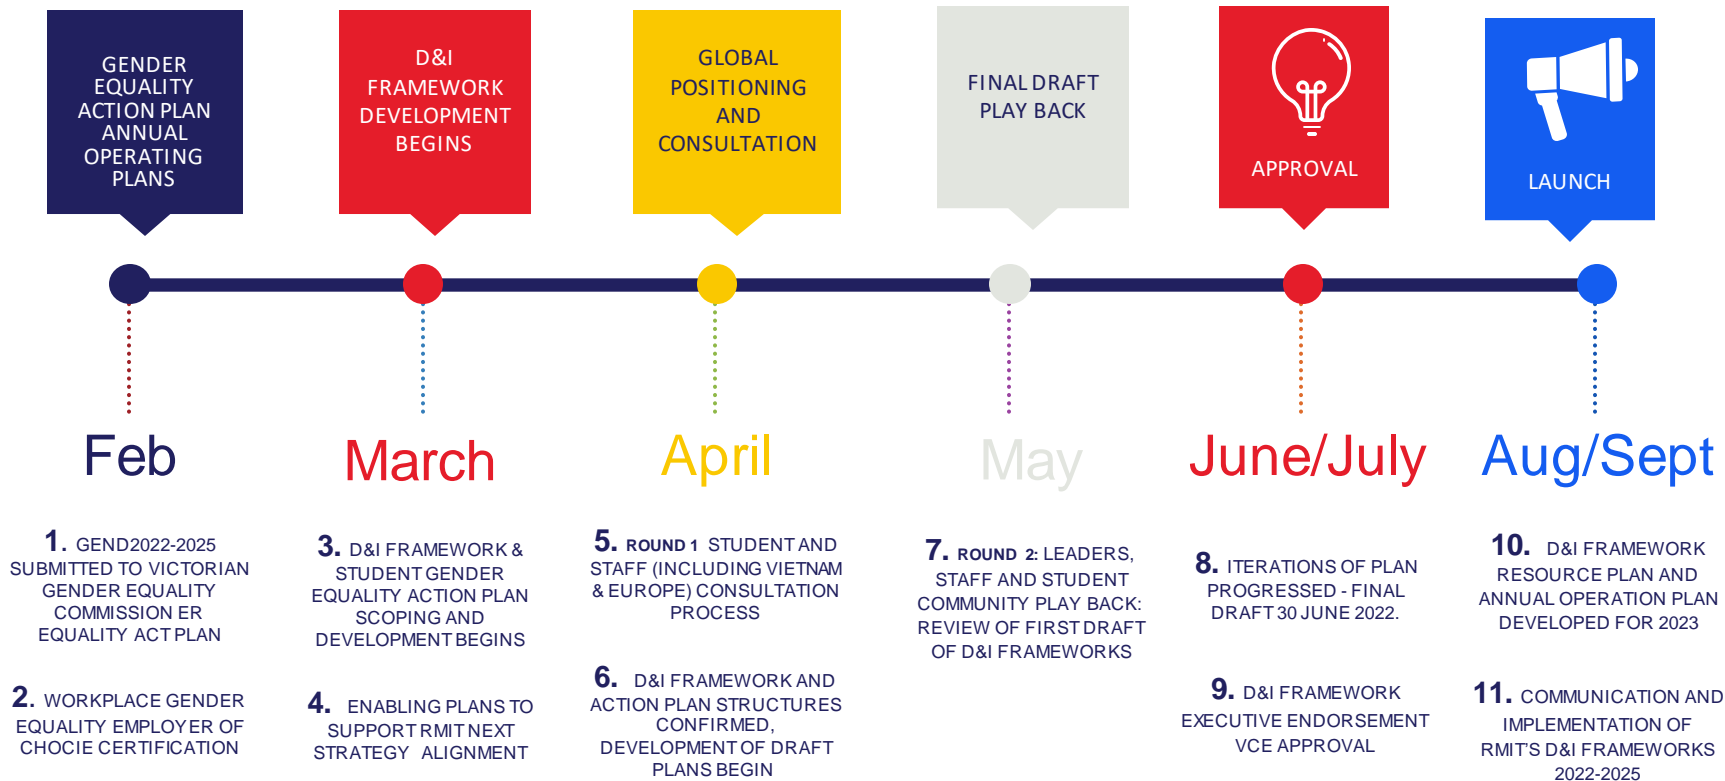 GENDER
EQUALITY
ACTION PLAN
ANNUAL
OPERATING
PLANS
D&I
FRAMEWORK
DEVELOPMENT
BEGINS
GLOBAL
POSITIONING
AND
CONSULTATION
FINAL DRAFT
PLAY BACK
APPROVAL
LAUNCH
Feb
March
April
May
June/July
Aug/Sept
1. GEND2022-2025
SUBMITTED TO VICTORIAN
GENDER EQUALITY
COMMISSION ER
EQUALITY ACT PLAN
2. WORKPLACE GENDER
EQUALITY EMPLOYER OF
CHOCIE CERTIFICATION
3. D&I FRAMEWORK &
STUDENT GENDER
EQUALITY ACTION PLAN
SCOPING AND
DEVELOPMENT BEGINS
4. ENABLING PLANS TO
SUPPORT RMIT NEXT
STRATEGY ALIGNMENT
5. ROUND 1 STUDENT AND
STAFF (INCLUDING VIETNAM
& EUROPE) CONSULTATION
PROCESS
6. D&I FRAMEWORK AND
ACTION PLAN STRUCTURES
CONFIRMED,
DEVELOPMENT OF DRAFT
PLANS BEGIN
7. ROUND 2: LEADERS,
STAFF AND STUDENT
COMMUNITY PLAY BACK:
REVIEW OF FIRST DRAFT
OF D&I FRAMEWORKS
8. ITERATIONS OF PLAN
PROGRESSED - FINAL
DRAFT 30 JUNE 2022.
9. D&I FRAMEWORK
EXECUTIVE ENDORSEMENT
VCE APPROVAL
10. D&I FRAMEWORK
RESOURCE PLAN AND
ANNUAL OPERATION PLAN
DEVELOPED FOR 2023
11. COMMUNICATION AND
IMPLEMENTATION OF
RMIT'S D&I FRAMEWORKS
2022-2025